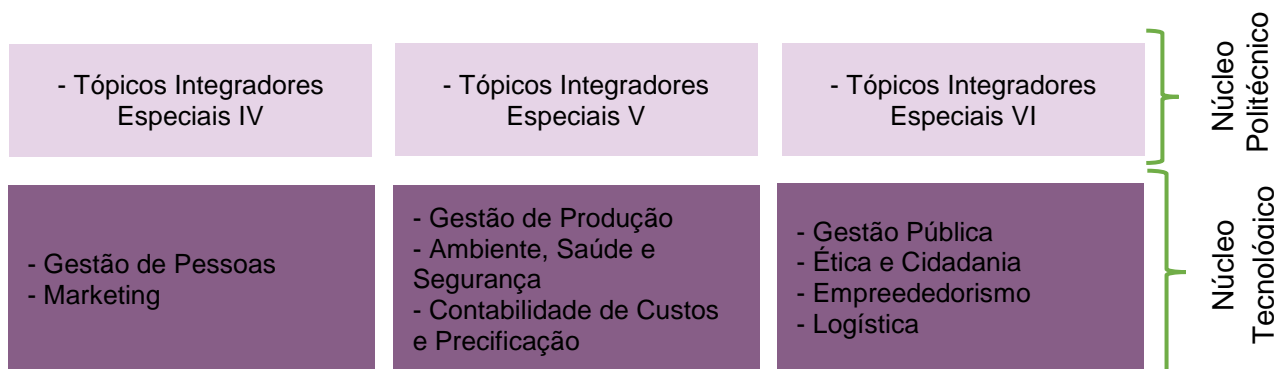 - Tópicos Integradores
Especiais IV
- Tópicos Integradores
Especiais V
- Tópicos Integradores
Especiais VI
Núcleo
Politécnico
- Gestão de Pessoas
- Marketing
- Gestão de Produção
- Ambiente, Saúde e
Segurança
- Contabilidade de Custos
e Precificação
- Gestão Pública
- Ética e Cidadania
- Empreededorismo
- Logística
Núcleo
Tecnológico